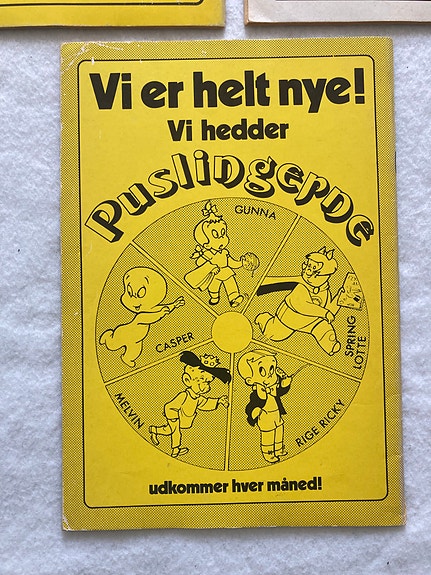 Vi er helt nye!
Vi hedder
Puslingerne
GUNNA
SPRING
LOTTE
CASPER
MELVIN
RIGE RICKY
udkommer hver måned!